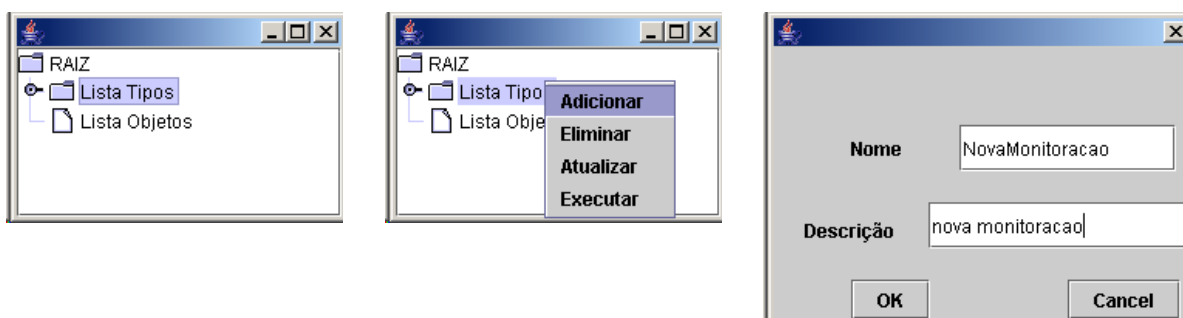 RAIZ
Lista Tipos
Lista Objetos
RAIZ
Lista Tipo
Lista Obje
Adicionar
Eliminar
Atualizar
Executar
Nome
NovaMonitoracao
Descrição
nova monitoracao
OK
Cancel